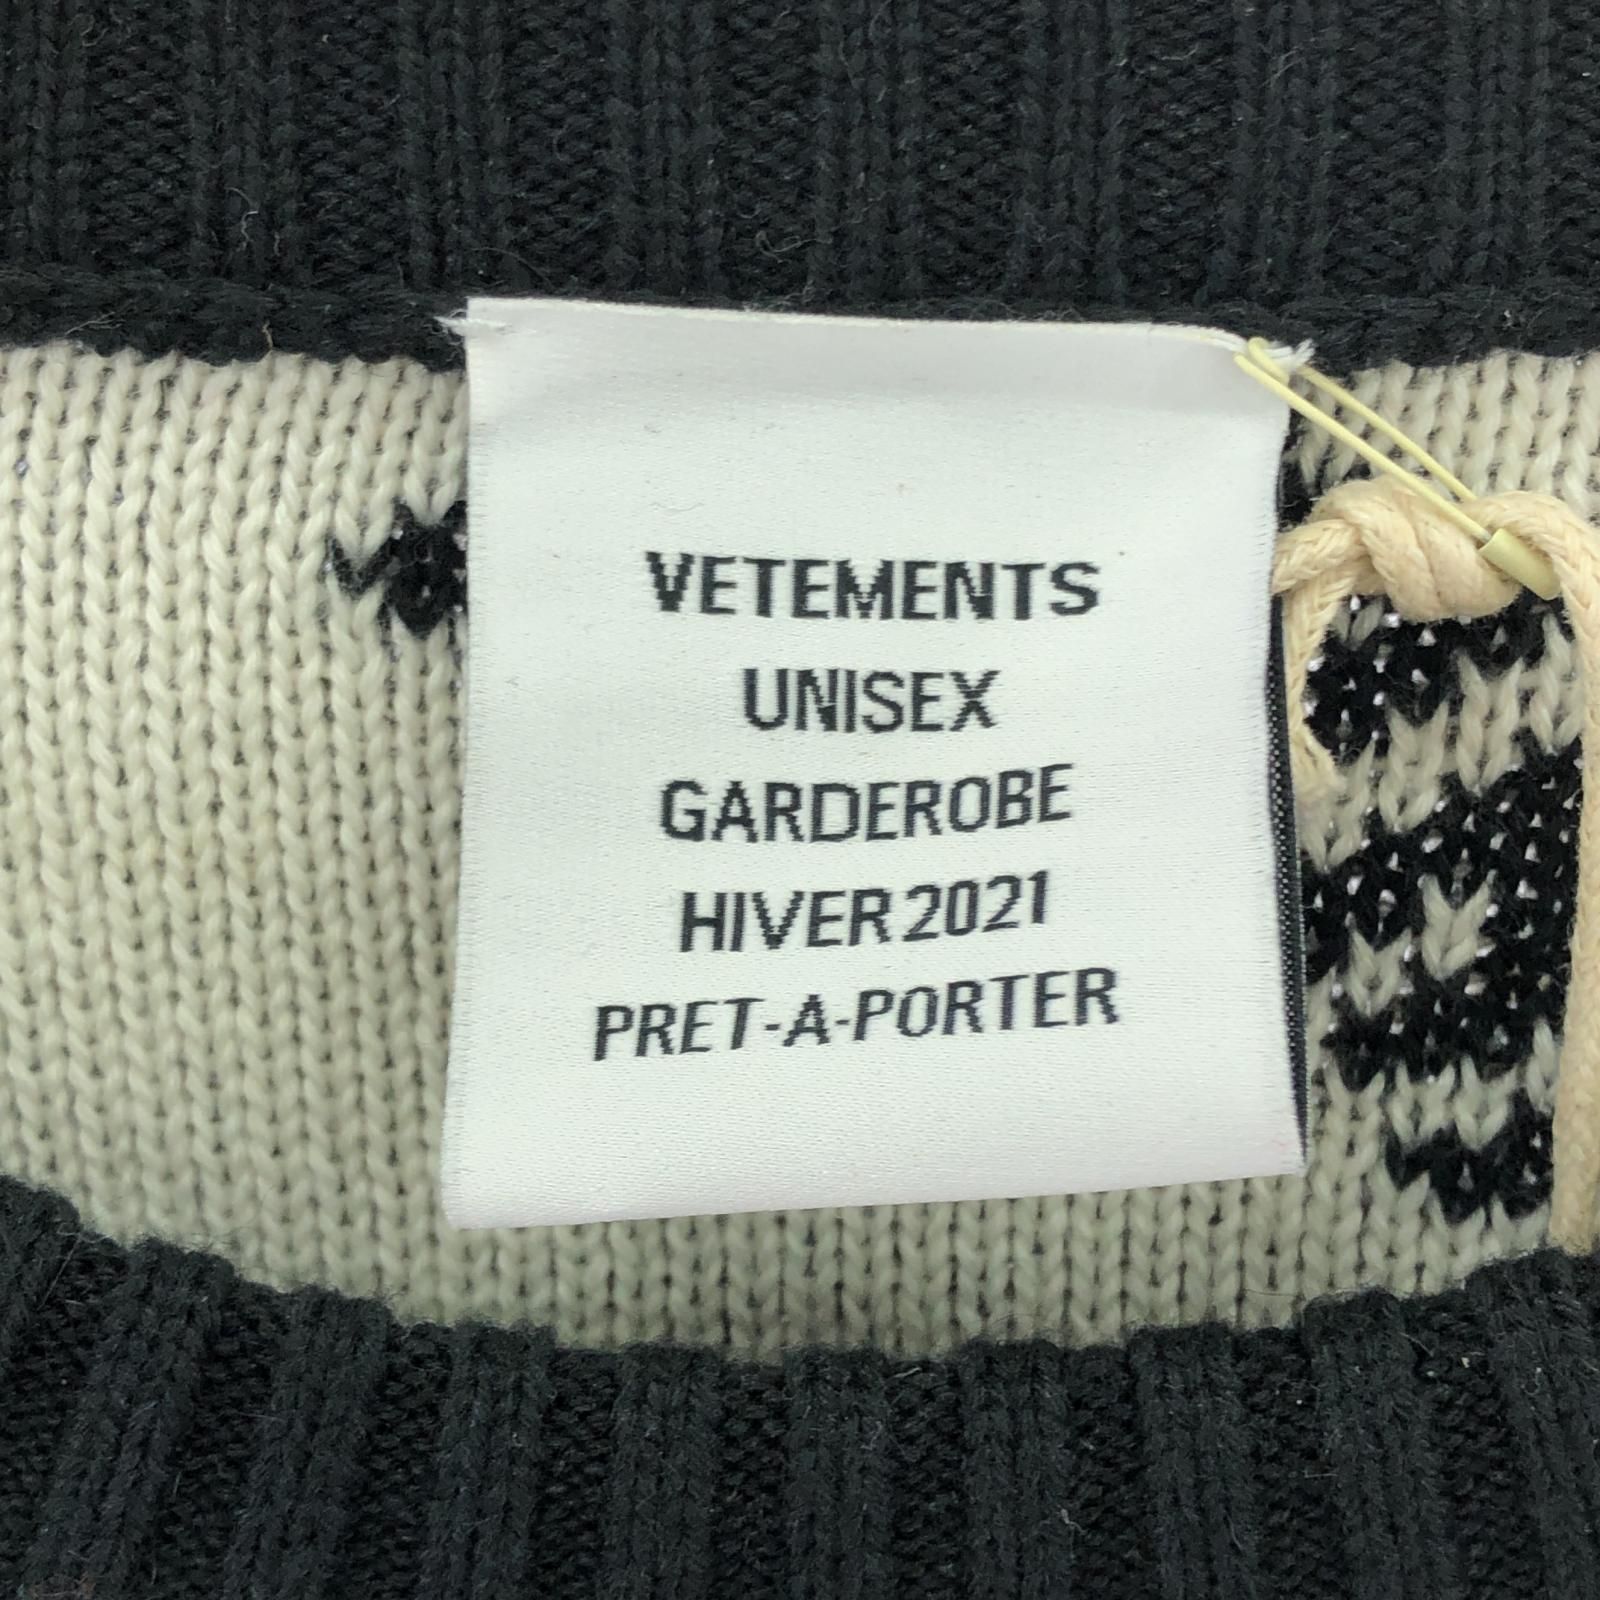 VETEMENTS
UNISEX
GARDEROBE
HIVER 2021
PRET-A-PORTER